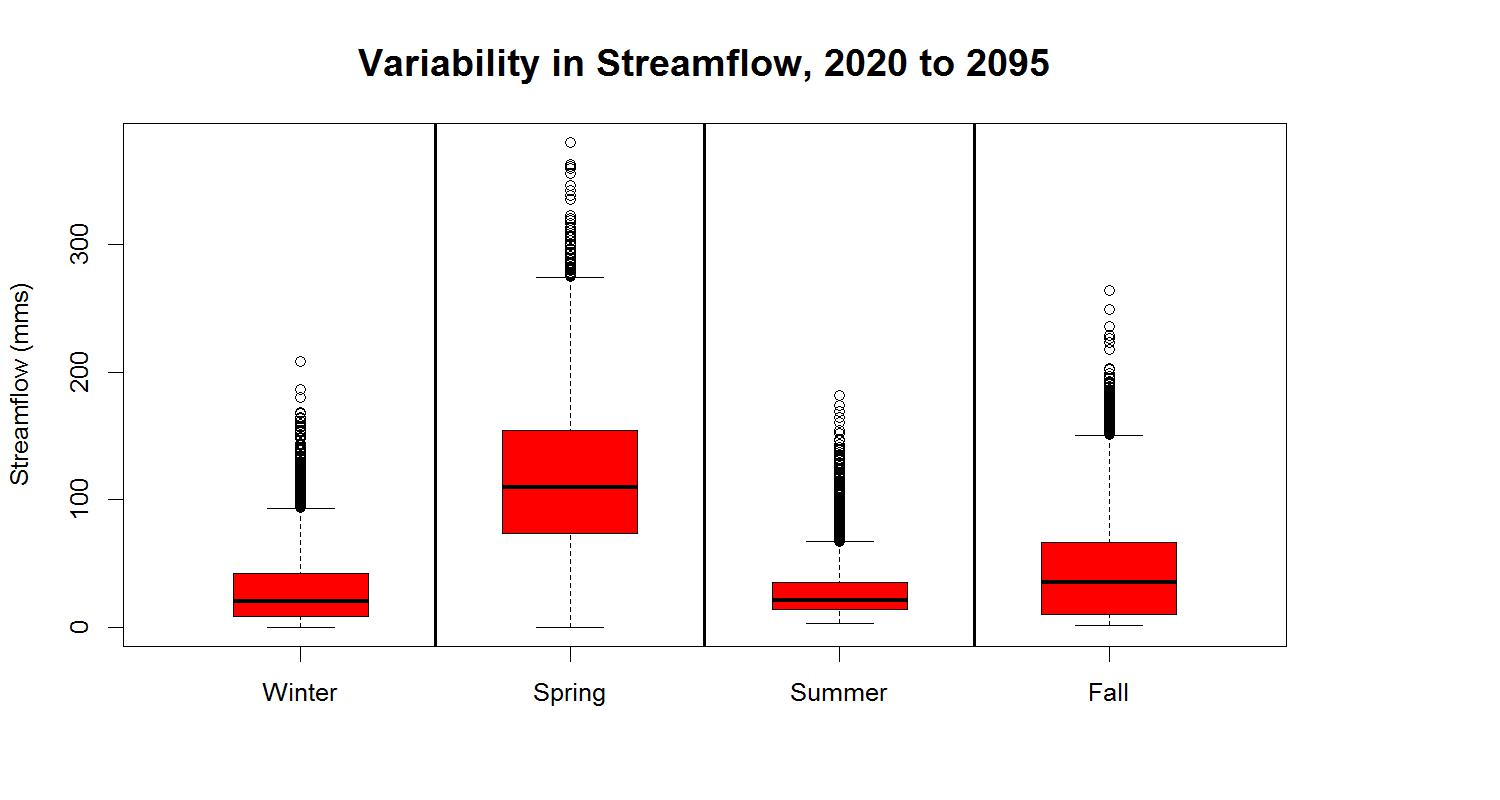 Variability in Streamflow, 2020 to 2095
Streamflow (mms)
300
200
100
0
Winter
Spring
Summer
Fall